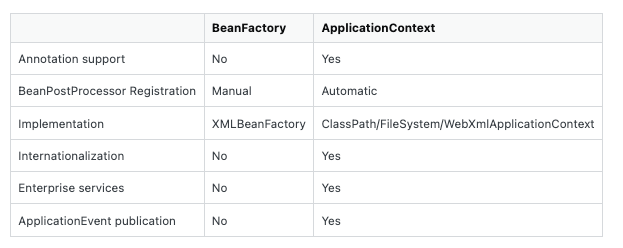 BeanFactory ApplicationContext
Annotation support No Yes
BeanPostProcessor Registration Manual Automatic
Implementation XMLBeanFactory ClassPath/FileSystem/WebXmlApplicationContext
Internationalization No Yes
Enterprise services No Yes
ApplicationEvent publication No Yes